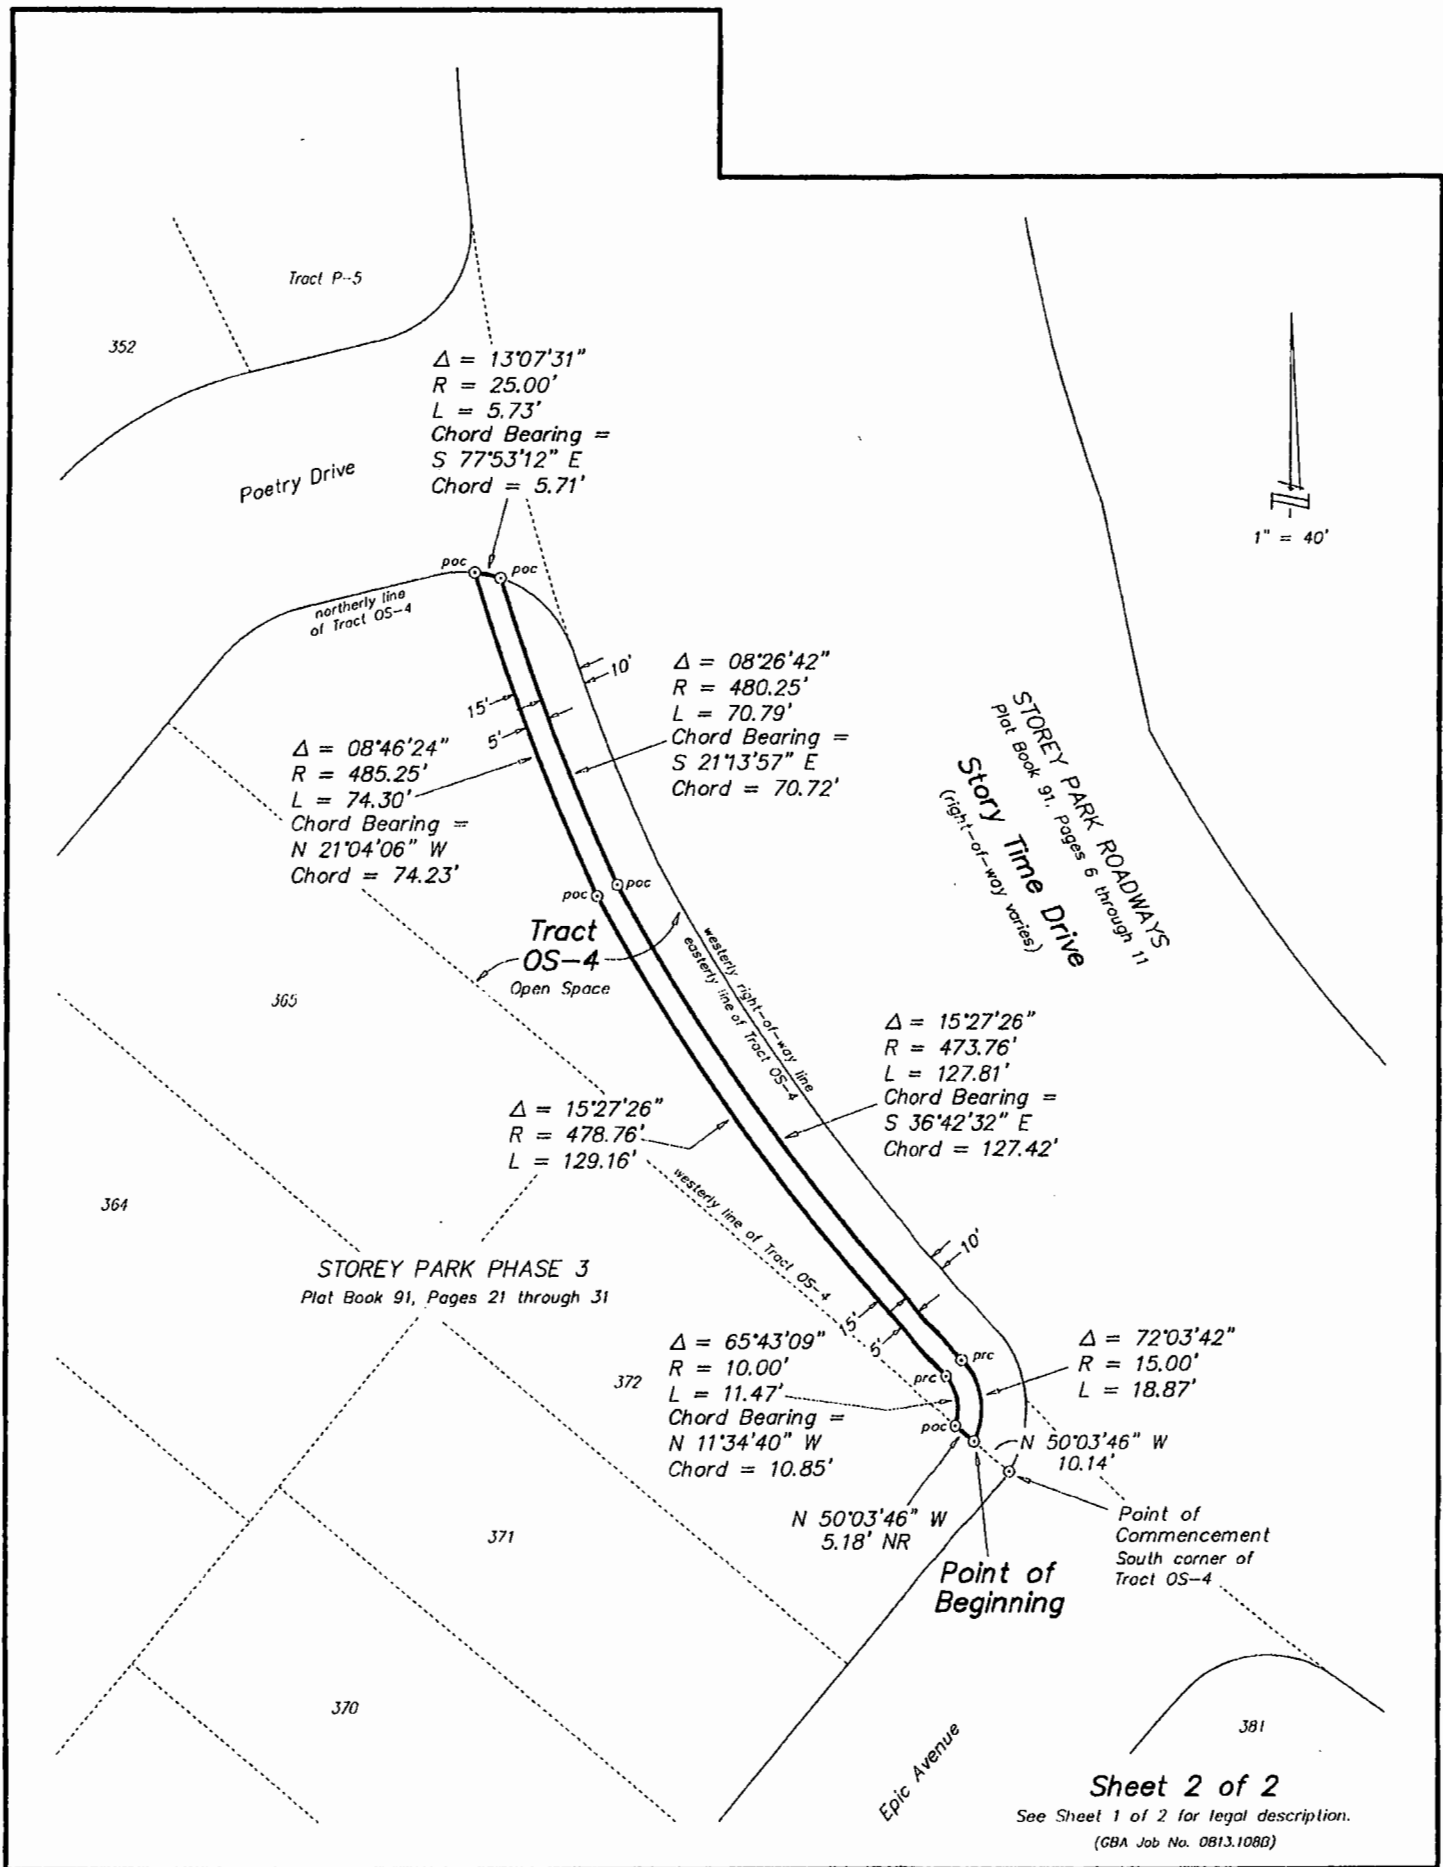 Tract P-5
352
Δ = 13°07'31"
R = 25.00'
L = 5.73'
Chord Bearing =
S 77°53'12" E
Chord = 5.71'
Poetry Drive
1" = 40'
poc
poc
northerly line
of Tract OS-4
10'
15'
5'
Δ = 08°26'42"
R = 480.25'
L = 70.79'
Chord Bearing =
S 21°13'57" E
Chord = 70.72'
Δ = 08°46'24"
R = 485.25'
L = 74.30'
Chord Bearing =
N 21°04'06" W
Chord = 74.23'
STOREY PARK ROADWAYS
Plat Book 91, Pages 6 through 11
Story Time Drive
(right-of-way varies)
poc
poc
Tract
OS-4
Open Space
westerly right-of-way line
easterly line of Tract OS-4
365
Δ = 15°27'26"
R = 473.76'
L = 127.81'
Chord Bearing =
S 36°42'32" E
Chord = 127.42'
Δ = 15°27'26"
R = 478.76'
L = 129.16'
westerly line of Tract OS-4
364
STOREY PARK PHASE 3
Plat Book 91, Pages 21 through 31
10'
15'
5'
372
Δ = 65°43'09"
R = 10.00'
L = 11.47'
Chord Bearing =
N 11°34'40" W
Chord = 10.85'
prc
prc
poc
Δ = 72°03'42"
R = 15.00'
L = 18.87'
N 50°03'46" W
10.14'
N 50°03'46" W
5.18' NR
Point of
Commencement
South corner of
Tract OS-4
Point of
Beginning
371
370
Epic Avenue
381
Sheet 2 of 2
See Sheet 1 of 2 for legal description.
(GBA Job No. 0813.108B)